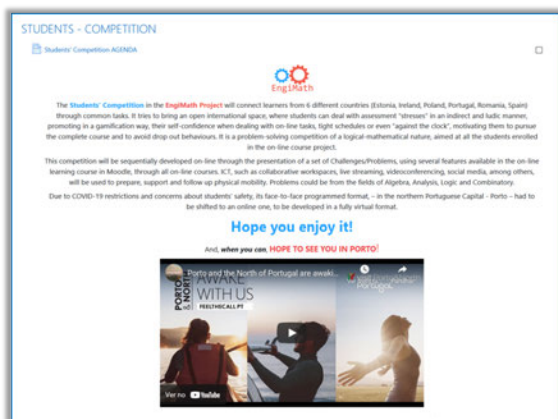 STUDENTS - COMPETITION
Students' Competition AGENDA
EngiMath
The Students' Competition in the EngiMath Project will connect learners from 6 different countries (Estonia, Ireland, Poland, Portugal, Romania, Spain)
through common tasks. It tries to bring an open international space, where students can deal with assessment "stresses" in an indirect and ludic manner,
promoting in a gamification way, their self-confidence when dealing with on-line tasks, tight schedules or even "against the clock", motivating them to pursue
the complete course and to avoid drop out behaviours. It is a problem-solving competition of a logical-mathematical nature, aimed at all the students enrolled
in the on-line course project.
This competition will be sequentially developed on-line through the presentation of a set of Challenges/Problems, using several features available in the on-line
learning course in Moodle, through all on-line courses. ICT, such as collaborative workspaces, live streaming, videoconferencing, social media, among others,
will be used to prepare, support and follow up physical mobility. Problems could be from the fields of Algebra, Analysis, Logic and Combinatory.
Due to COVID-19 restrictions and concerns about students' safety, its face-to-face programmed format, – in the northern Portuguese Capital - Porto – had to
be shifted to an online one, to be developed in a fully virtual format.
Hope you enjoy it!
And, when you can, HOPE TO SEE YOU IN PORTO!
Porto and the North of Portugal are awaki...
PORTO & NORTH
AWAKE
WITH US
FEELTHECALL.PT
Portugal
Ver no YouTube